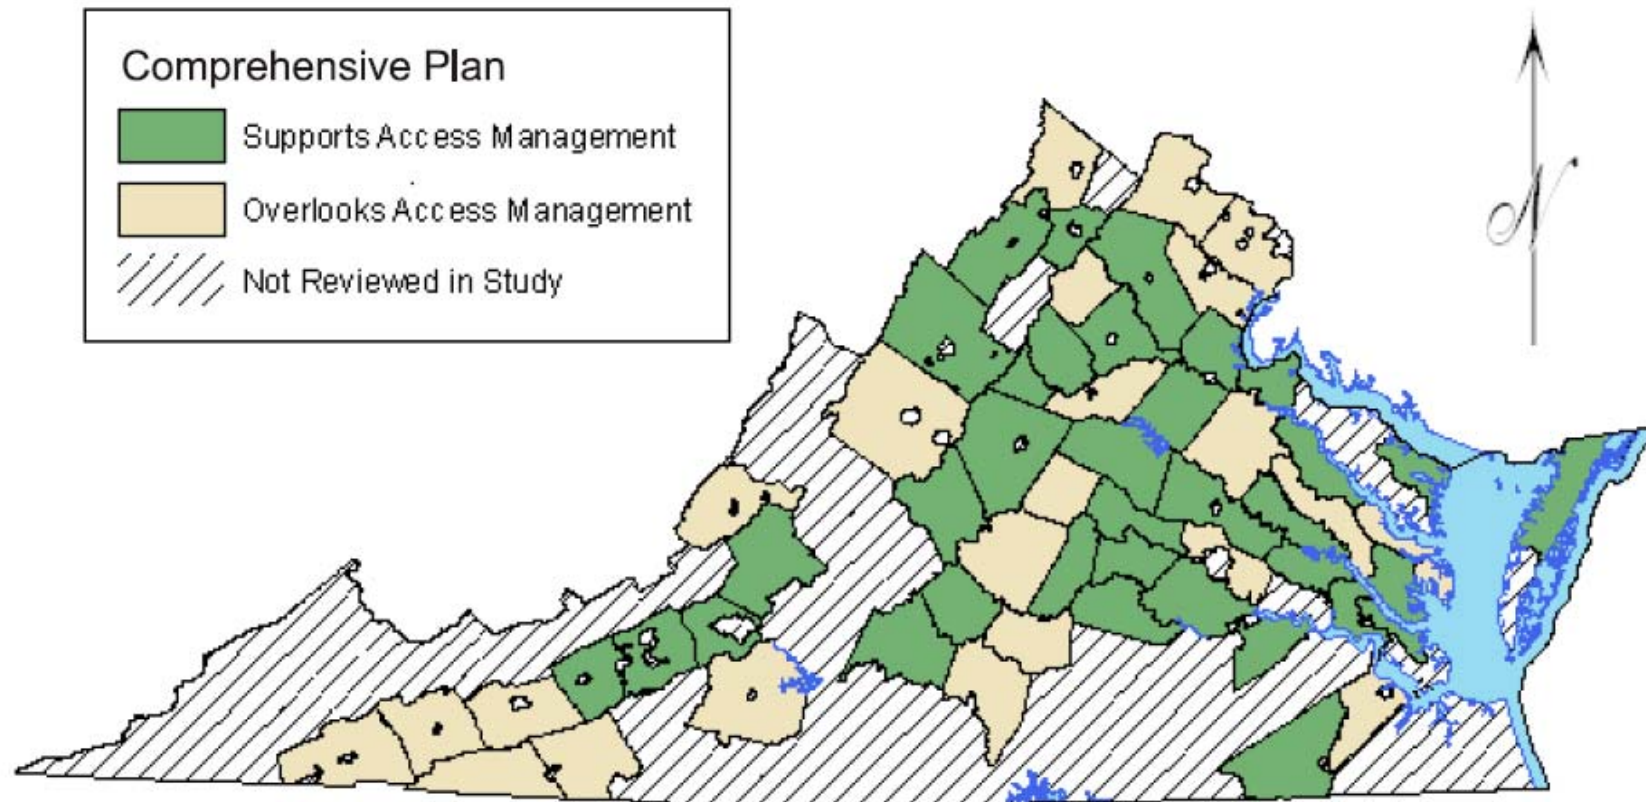 Comprehensive Plan
Supports Access Management
Overlooks Access Management
Not Reviewed in Study
N